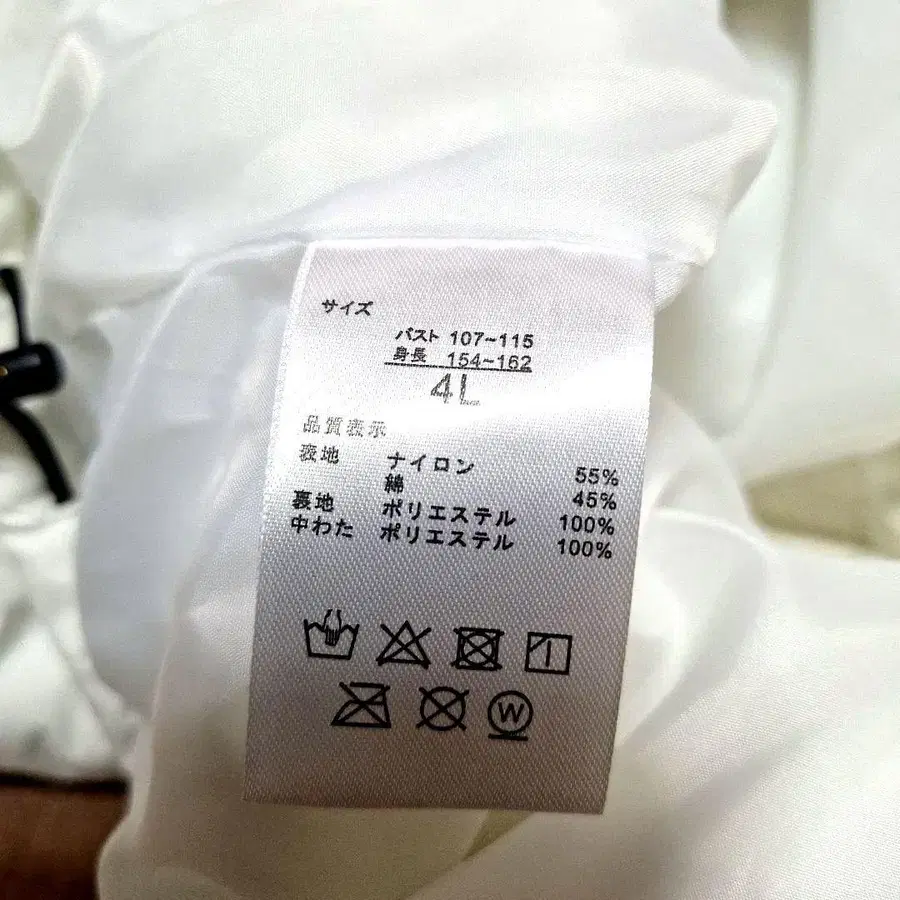 サイズ
バスト 107~115
身長 154~162
4L
品質表示
表地 ナイロン 55%
綿 45%
裏地 ポリエステル 100%
中わた ポリエステル 100%
W